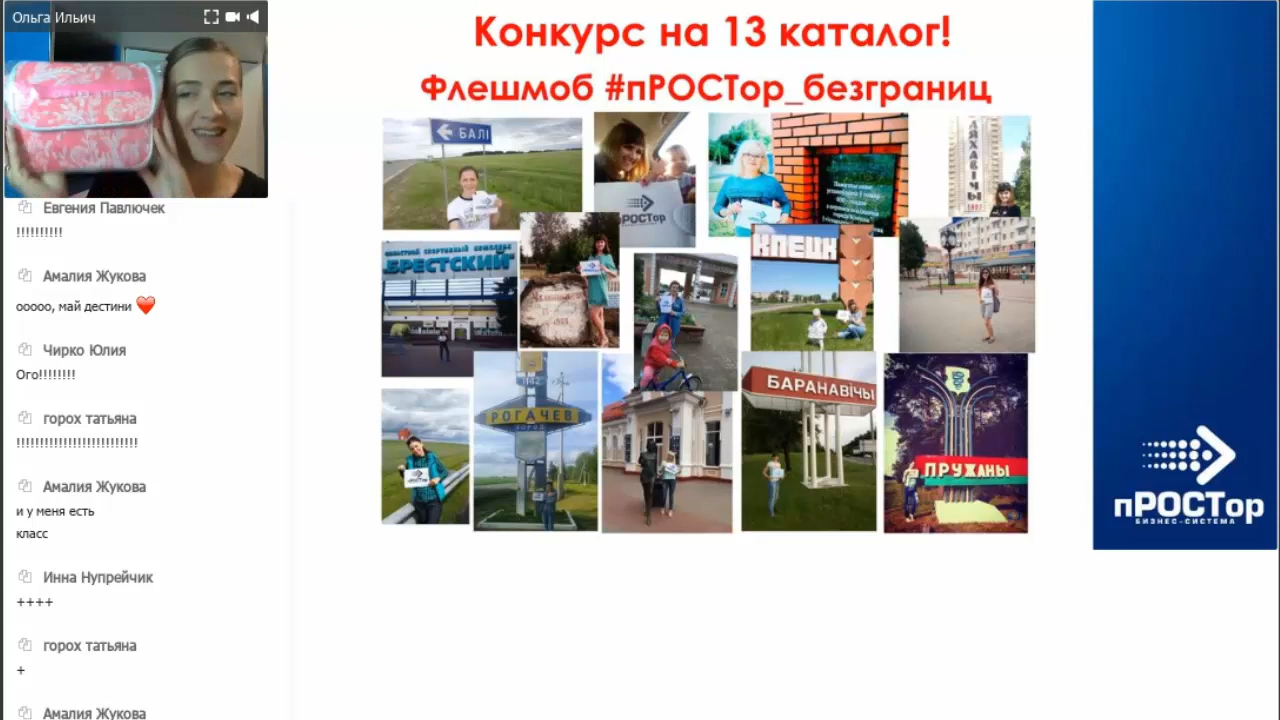 Ольга Ильич
Евгения Павлючек
!!!!!!!!!!
Амалия Жукова
ооооо, май дестини ❤️
Чирко Юлия
Ого!!!!!!!!
горох татьяна
!!!!!!!!!!!!!!!!!!!!!!!!!!
Амалия Жукова
и у меня есть
класс
Инна Нупрейчик
++++
горох татьяна
+
Амалия Жукова
Конкурс на 13 каталог!
Флешмоб #пРОСТор_безграниц
БАЛІ
пРОСТор
ЛЯХАВІЧЫ
БРЕСТСКИЙ
КЛЕЦК
1142
РОГАЧЕВ
ГОРОД
БАРАНАВІЧЫ
ПРУЖАНЫ
пРОСТор
БИЗНЕС-СИСТЕМА